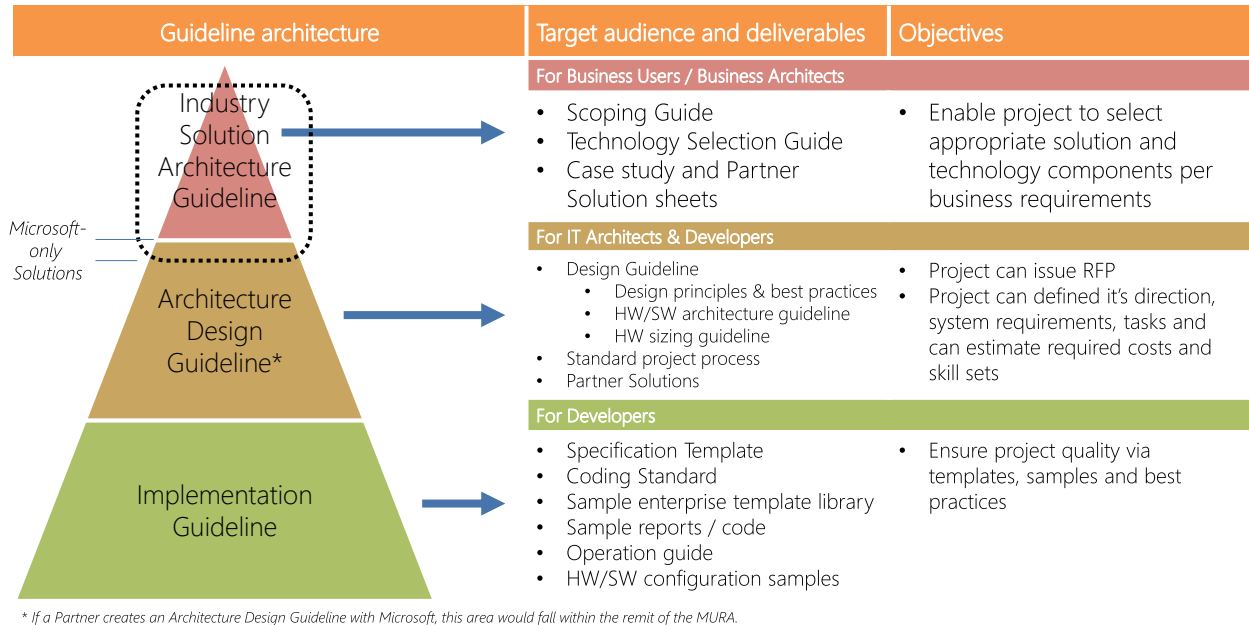 Guideline architecture
Target audience and deliverables
Objectives
Industry
Solution
Architecture
Guideline
Microsoft-
only
Solutions
Architecture
Design
Guideline*
Implementation
Guideline
For Business Users / Business Architects
• Scoping Guide
• Technology Selection Guide
• Case study and Partner
Solution sheets
• Enable project to select
appropriate solution and
technology components per
business requirements
For IT Architects & Developers
• Design Guideline
• Design principles & best practices
• HW/SW architecture guideline
• HW sizing guideline
• Standard project process
• Partner Solutions
• Project can issue RFP
• Project can defined it’s direction,
system requirements, tasks and
can estimate required costs and
skill sets
For Developers
• Specification Template
• Coding Standard
• Sample enterprise template library
• Sample reports / code
• Operation guide
• HW/SW configuration samples
• Ensure project quality via
templates, samples and best
practices
* If a Partner creates an Architecture Design Guideline with Microsoft, this area would fall within the remit of the MURA.